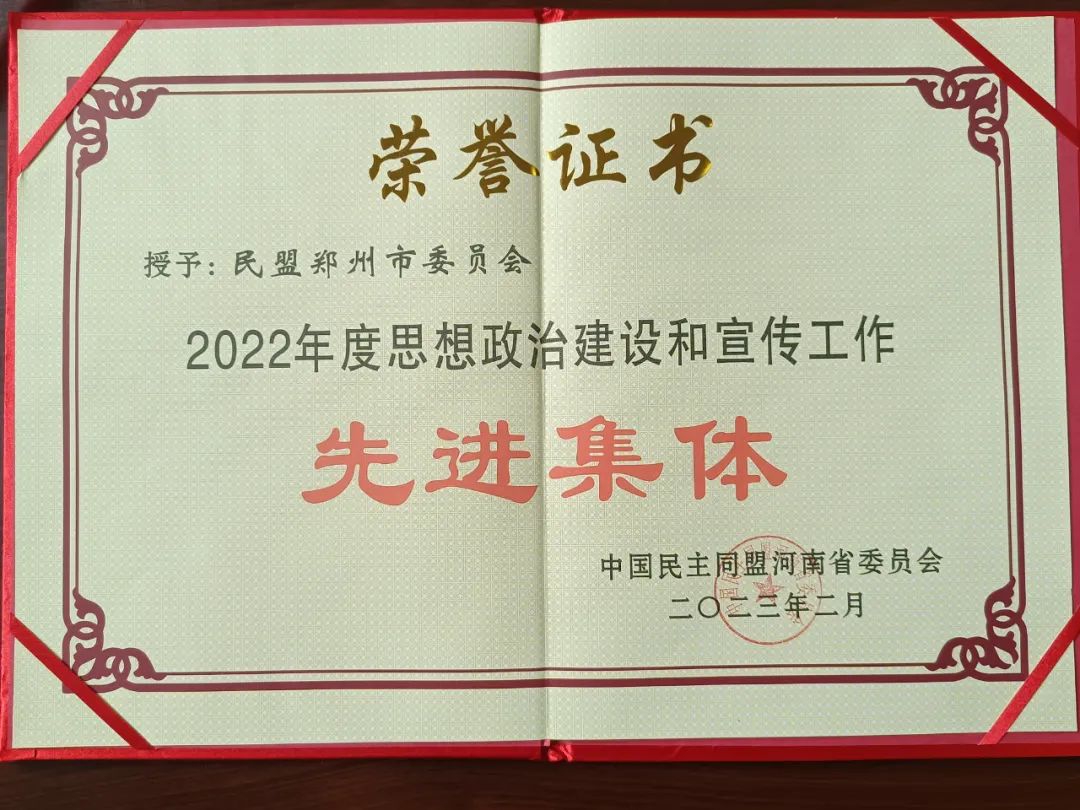 荣誉证书
授予：民盟郑州市委员会
2022年度思想政治建设和宣传工作
先进集体
中国民主同盟河南省委员会
二〇二三年二月